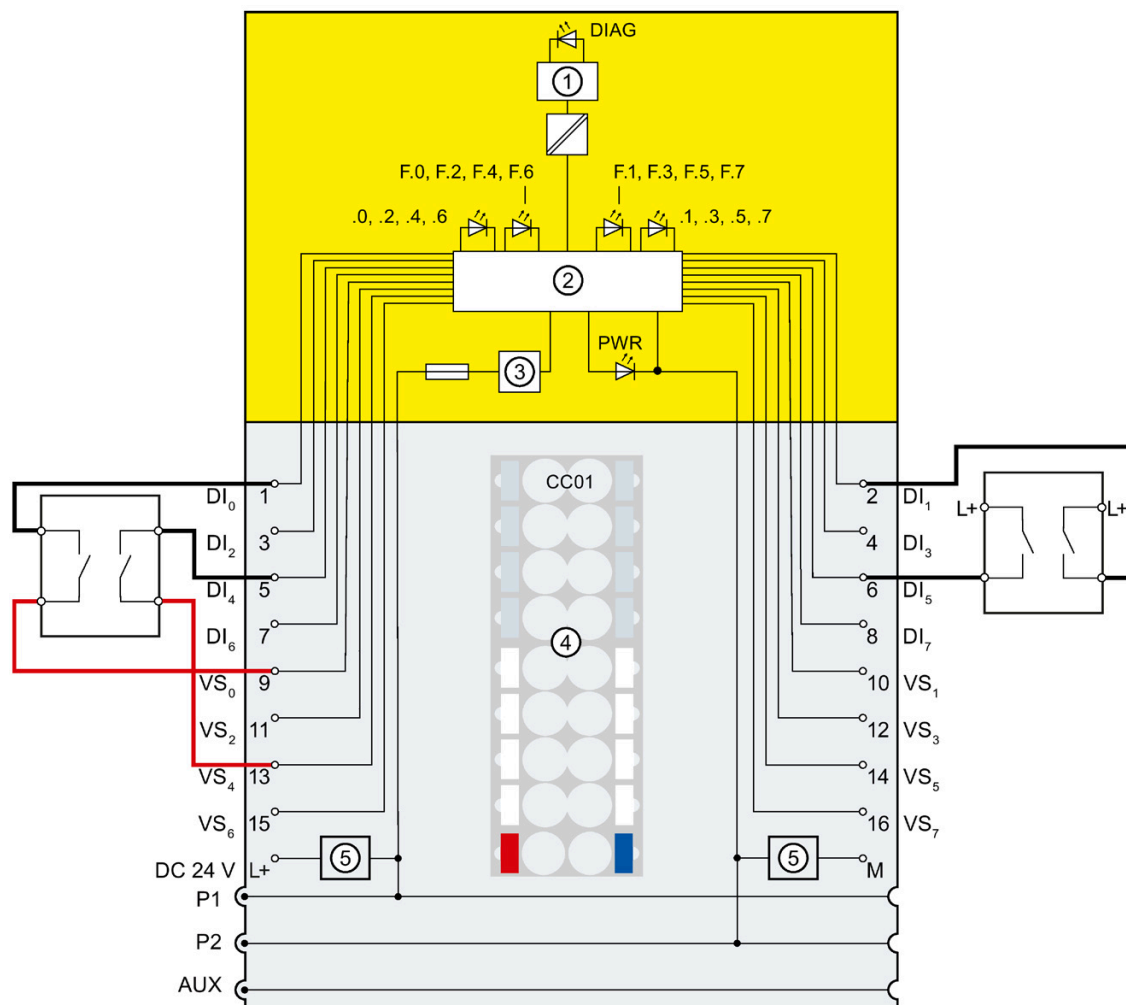 DIAG
1
F.0, F.2, F.4, F.6
F.1, F.3, F.5, F.7
.0, .2, .4, .6
.1, .3, .5, .7
2
PWR
3
CC01
DI₀ 1
2 DI₁
L+
L+
DI₂ 3
4 DI₃
DI₄ 5
6 DI₅
DI₆ 7
8 DI₇
4
VS₀ 9
10 VS₁
VS₂ 11
12 VS₃
VS₄ 13
14 VS₅
VS₆ 15
16 VS₇
DC 24 V L+
5
5
M
P1
P2
AUX